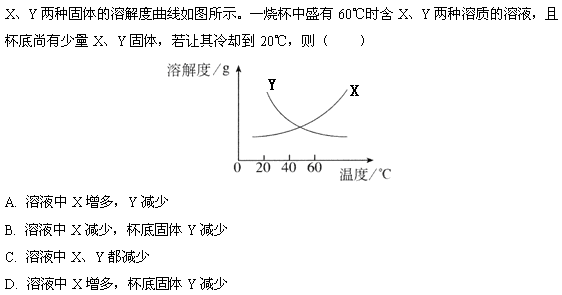 X、Y 两种固体的溶解度曲线如图所示。一烧杯中盛有 60℃时含 X、Y 两种溶质的溶液，且
杯底尚有少量 X、Y 固体，若让其冷却到 20℃，则（　　）
溶解度/g
Y
X
0 20 40 60
温度/℃
A. 溶液中 X 增多，Y 减少
B. 溶液中 X 减少，杯底固体 Y 减少
C. 溶液中 X、Y 都减少
D. 溶液中 X 增多，杯底固体 Y 减少